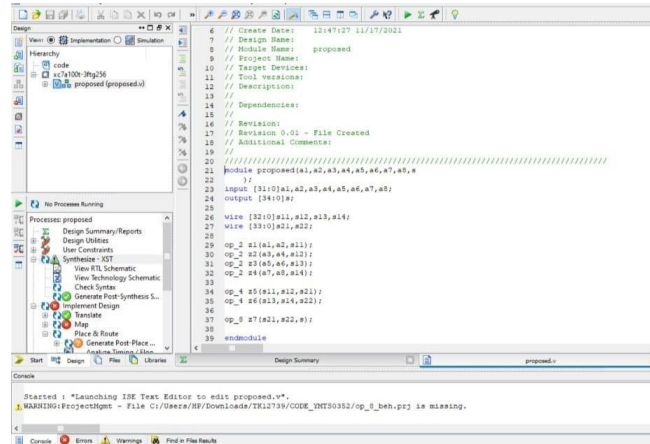 Design
View: Implementation Simulation
Hierarchy
code
xc7a100t-3ftg256
proposed (proposed.v)
No Processes Running
Processes: proposed
Design Summary/Reports
Design Utilities
User Constraints
Synthesize - XST
View RTL Schematic
View Technology Schematic
Check Syntax
Generate Post-Synthesis S...
Implement Design
Translate
Map
Place & Route
Generate Post-Place ...
Analyze Timing / Floo...
Start Design Files Libraries
6 // Create Date: 12:47:27 11/17/2021
7 // Design Name:
8 // Module Name: proposed
9 // Project Name:
10 // Target Devices:
11 // Tool versions:
12 // Description:
13 //
14 // Dependencies:
15 //
16 // Revision:
17 // Revision 0.01 - File Created
18 // Additional Comments:
19 //
20 //////////////////////////////////////////////////////////////////////////////////
21 module proposed(a1,a2,a3,a4,a5,a6,a7,a8,s
22 );
23 input [31:0]a1,a2,a3,a4,a5,a6,a7,a8;
24 output [34:0]s;
25
26 wire [32:0]s11,s12,s13,s14;
27 wire [33:0]s21,s22;
28
29 op_2 z1(a1,a2,s11);
30 op_2 z2(a3,a4,s12);
31 op_2 z3(a5,a6,s13);
32 op_2 z4(a7,a8,s14);
33
34 op_4 z5(s11,s12,s21);
35 op_4 z6(s13,s14,s22);
36
37 op_8 z7(s21,s22,s);
38
39 endmodule
Design Summary
proposed.v
Console
Started : "Launching ISE Text Editor to edit proposed.v".
WARNING:ProjectMgmt - File C:/Users/HP/Downloads/TK12739/CODE_YMTS0352/op_8_beh.prj is missing.
Console Errors Warnings Find in Files Results